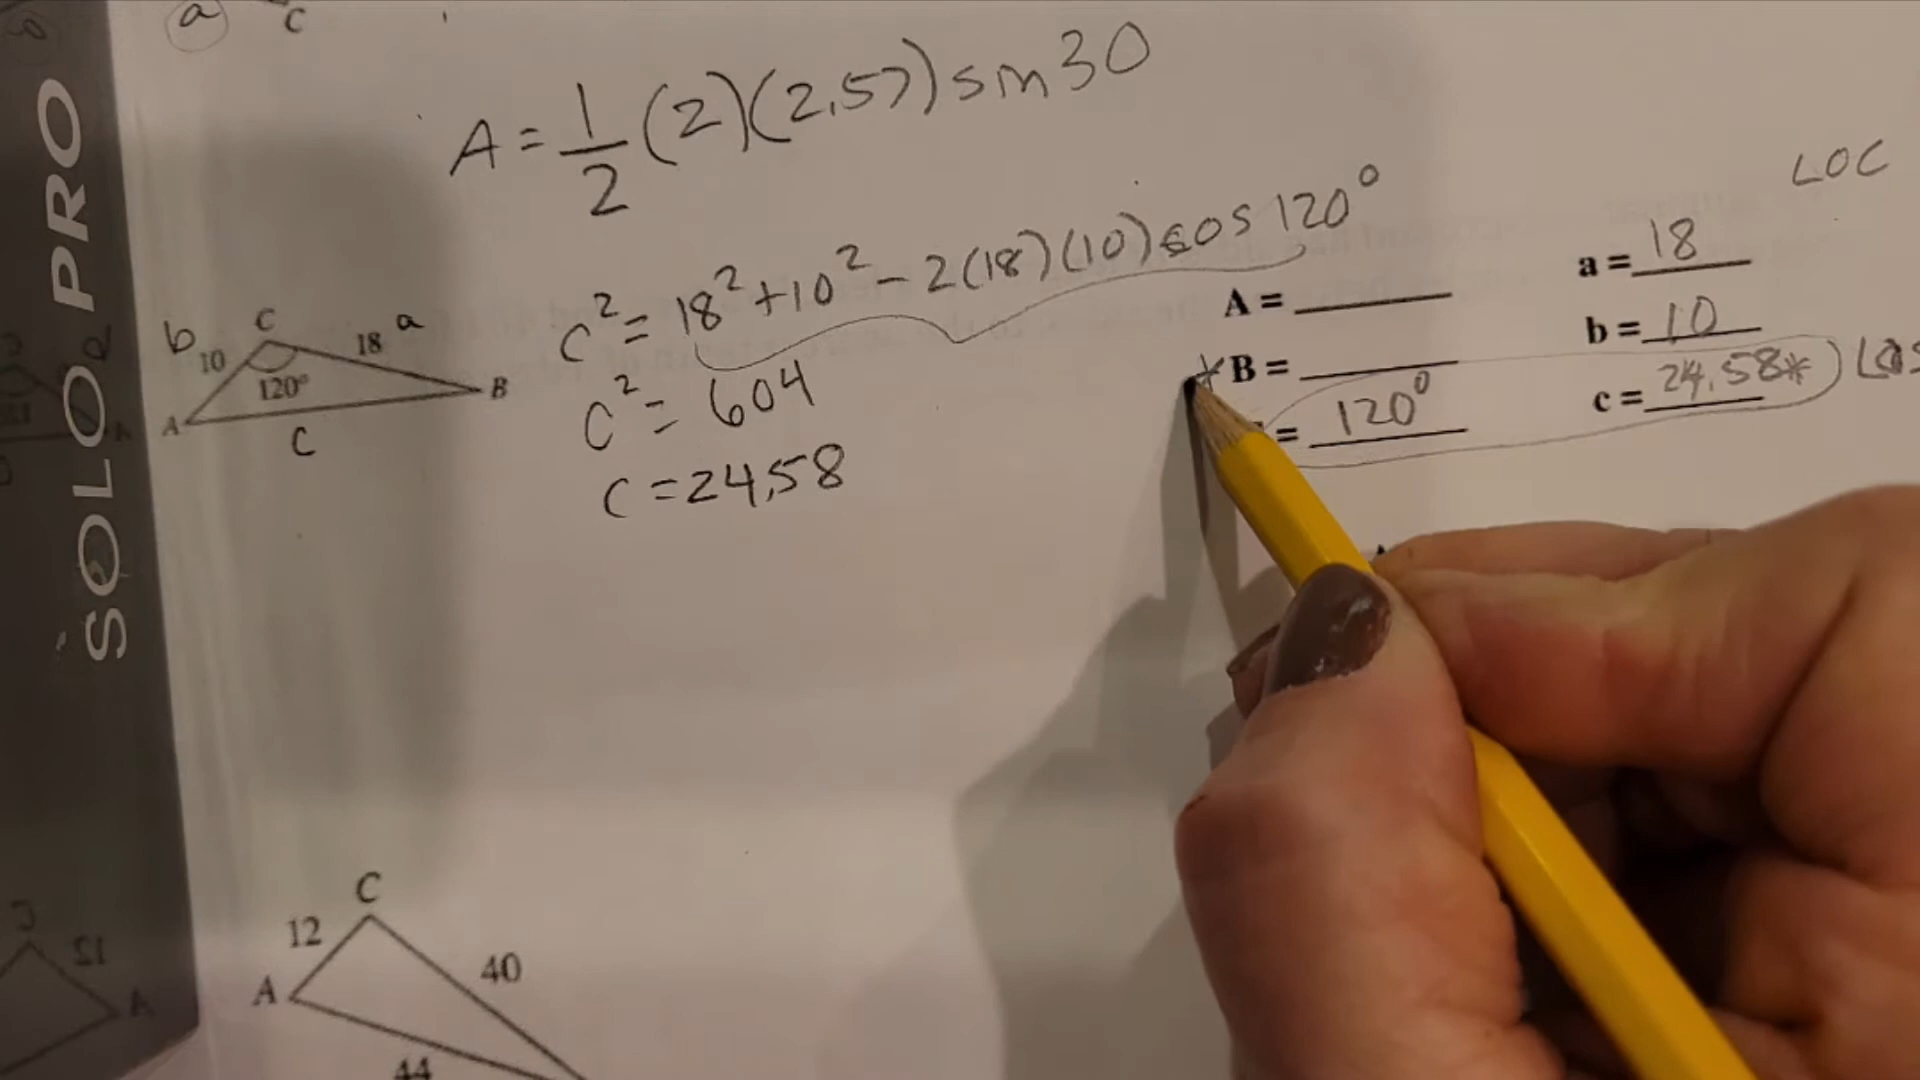 a
c
A = 1/2 (2)(2.57) sin 30
LOC
c² = 18² + 10² - 2(18)(10) cos 120°
c² = 604
c = 24.58
b
C
a
10
18
120°
A
B
c
A =
*B =
= 120°
a = 18
b = 10
c = 24.58*
LOS
C
12
40
A
44
SOLO PRO